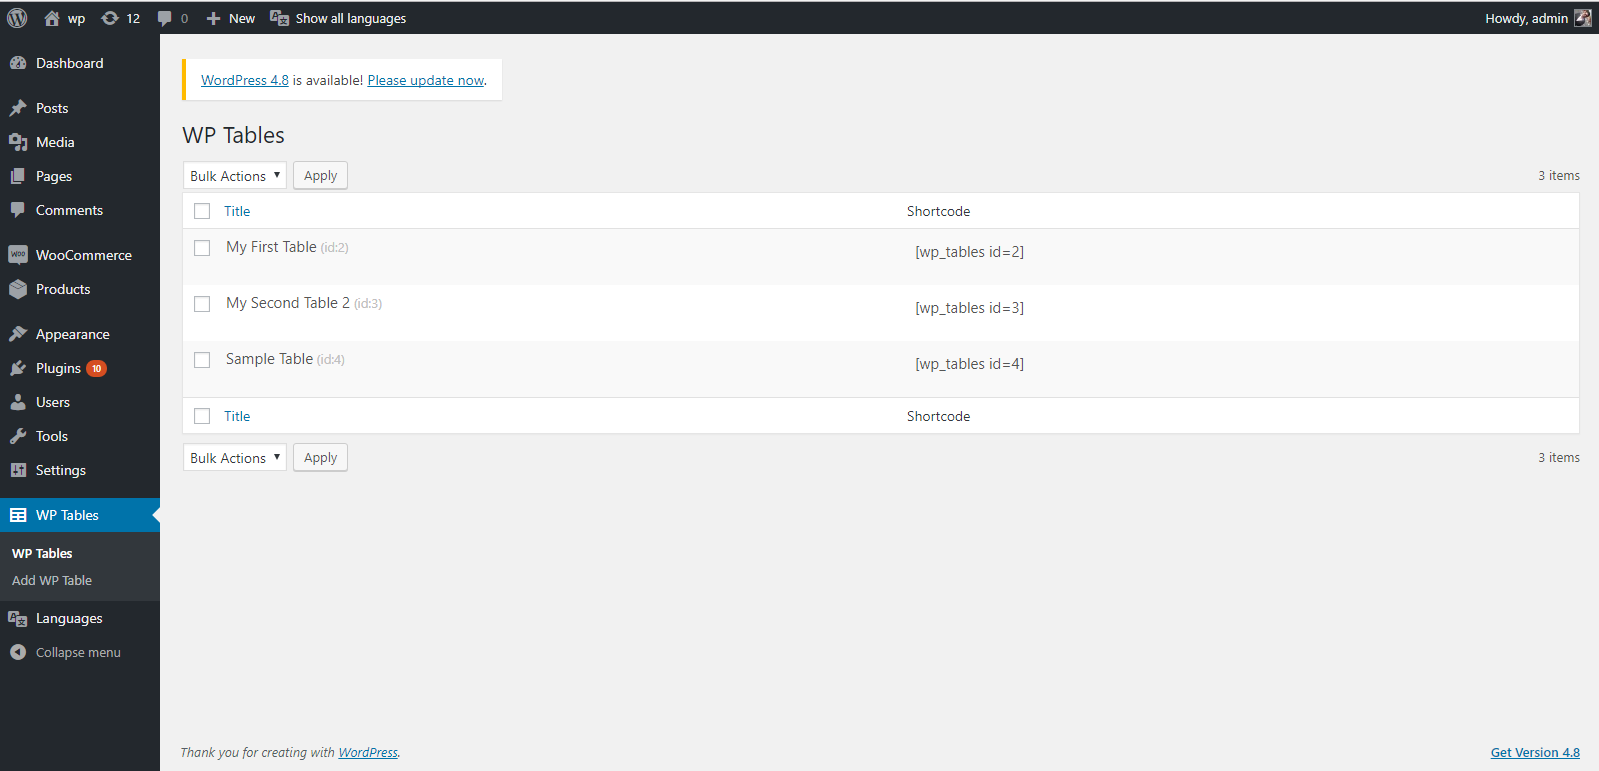 wp 12 0 New Show all languages Howdy, admin
Dashboard
Posts
Media
Pages
Comments
WooCommerce
Products
Appearance
Plugins 10
Users
Tools
Settings
WP Tables
WP Tables
Add WP Table
Languages
Collapse menu
WordPress 4.8 is available! Please update now.
WP Tables
Bulk Actions Apply 3 items
Title Shortcode
My First Table (id:2) [wp_tables id=2]
My Second Table 2 (id:3) [wp_tables id=3]
Sample Table (id:4) [wp_tables id=4]
Title Shortcode
Bulk Actions Apply 3 items
Thank you for creating with WordPress. Get Version 4.8